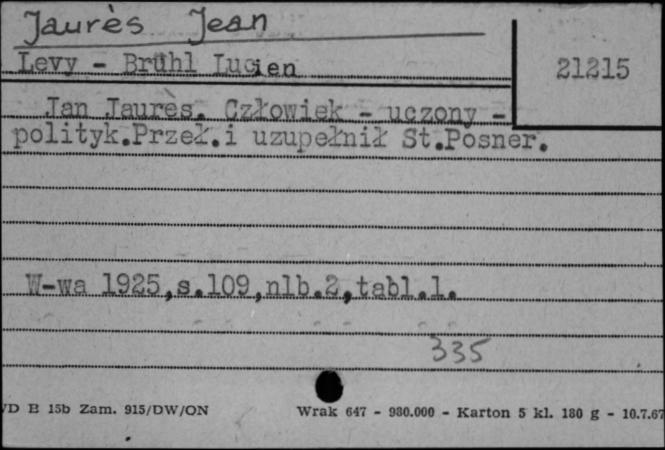 Jaurès Jean
Levy - Brühl Lucien
21215
Jan Jaurès. Człowiek - uczony -
polityk.Przeł.i uzupełnił St.Posner.
W-wa 1925,s.109,nlb.2,tabl.1.
335
VD E 15b Zam. 915/DW/ON
Wrak 647 - 980.000 - Karton 5 kl. 180 g - 10.7.67